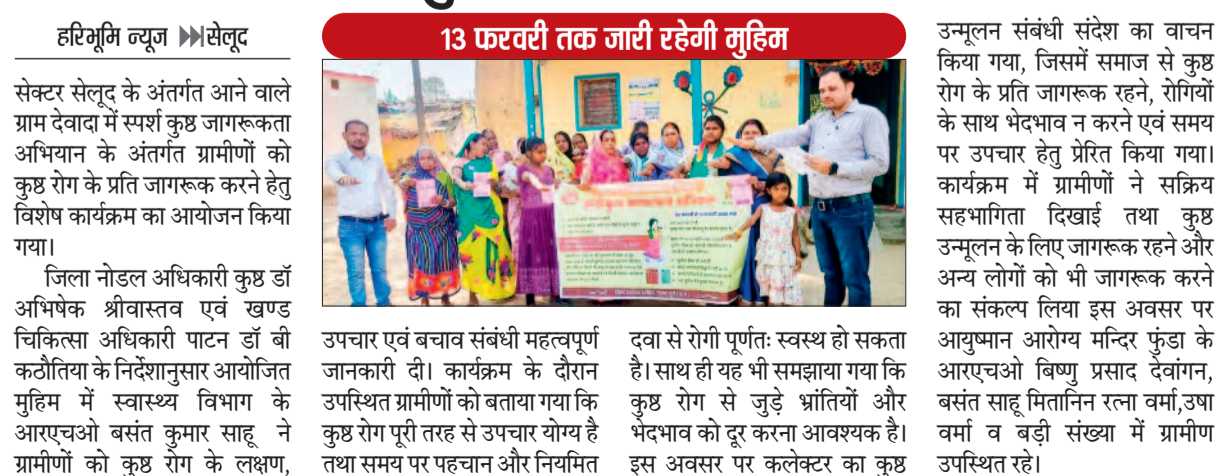 हरिभूमि न्यूज ▶▶|सेलूद
सेक्टर सेलूद के अंतर्गत आने वाले
ग्राम देवादा में स्पर्श कुष्ठ जागरूकता
अभियान के अंतर्गत ग्रामीणों को
कुष्ठ रोग के प्रति जागरूक करने हेतु
विशेष कार्यक्रम का आयोजन किया
गया।
जिला नोडल अधिकारी कुष्ठ डॉ
अभिषेक श्रीवास्तव एवं खण्ड
चिकित्सा अधिकारी पाटन डॉ बी
कठौतिया के निर्देशानुसार आयोजित
मुहिम में स्वास्थ्य विभाग के
आरएचओ बसंत कुमार साहू ने
ग्रामीणों को कुष्ठ रोग के लक्षण,
13 फरवरी तक जारी रहेगी मुहिम
उपचार एवं बचाव संबंधी महत्वपूर्ण
जानकारी दी। कार्यक्रम के दौरान
उपस्थित ग्रामीणों को बताया गया कि
कुष्ठ रोग पूरी तरह से उपचार योग्य है
तथा समय पर पहचान और नियमित
दवा से रोगी पूर्णतः स्वस्थ हो सकता
है। साथ ही यह भी समझाया गया कि
कुष्ठ रोग से जुड़े भ्रांतियों और
भेदभाव को दूर करना आवश्यक है।
इस अवसर पर कलेक्टर का कुष्ठ
उन्मूलन संबंधी संदेश का वाचन
किया गया, जिसमें समाज से कुष्ठ
रोग के प्रति जागरूक रहने, रोगियों
के साथ भेदभाव न करने एवं समय
पर उपचार हेतु प्रेरित किया गया।
कार्यक्रम में ग्रामीणों ने सक्रिय
सहभागिता दिखाई तथा कुष्ठ
उन्मूलन के लिए जागरूक रहने और
अन्य लोगों को भी जागरूक करने
का संकल्प लिया इस अवसर पर
आयुष्मान आरोग्य मन्दिर फुंडा के
आरएचओ बिष्णु प्रसाद देवांगन,
बसंत साहू मितानिन रत्ना वर्मा,उषा
वर्मा व बड़ी संख्या में ग्रामीण
उपस्थित रहे।